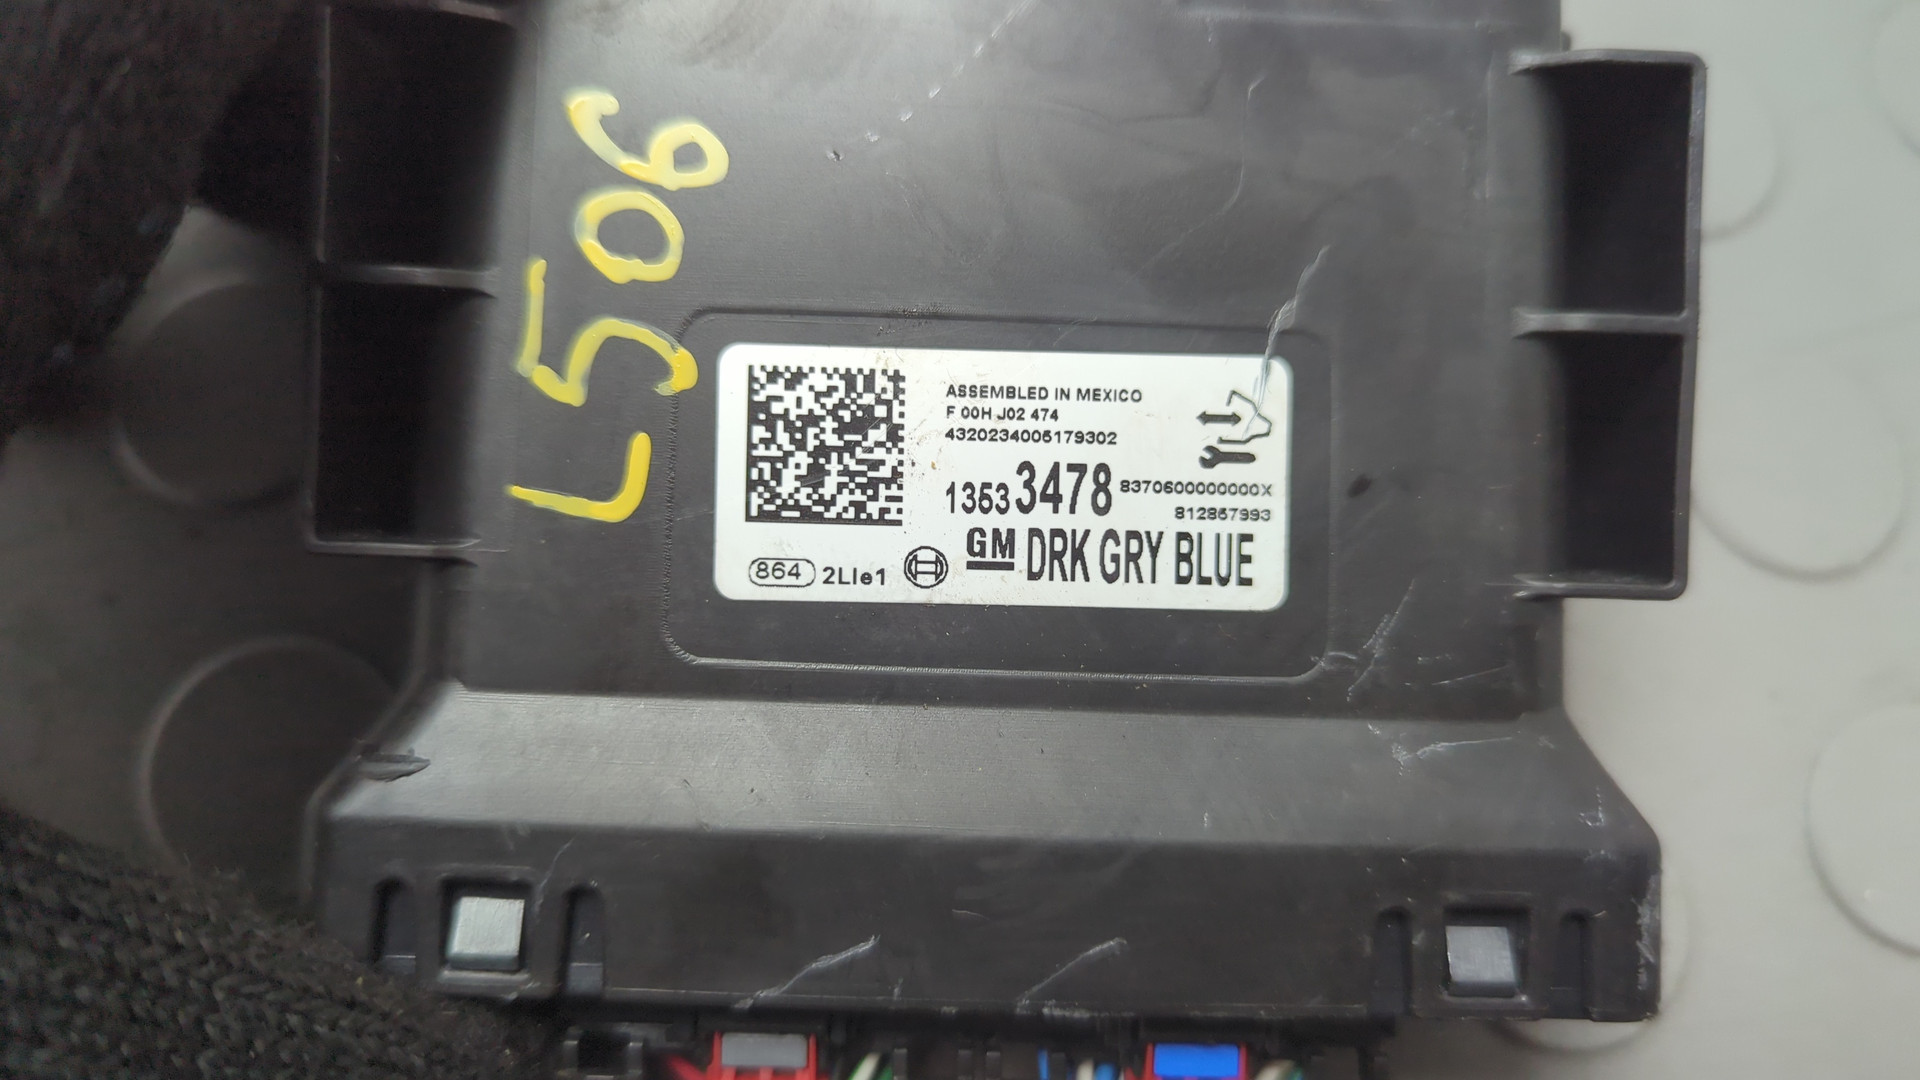 L506
ASSEMBLED IN MEXICO
F 00H J02 474
4320234005179302
13533478 8370600000000X
812857993
864 2LIe1 GM DRK GRY BLUE